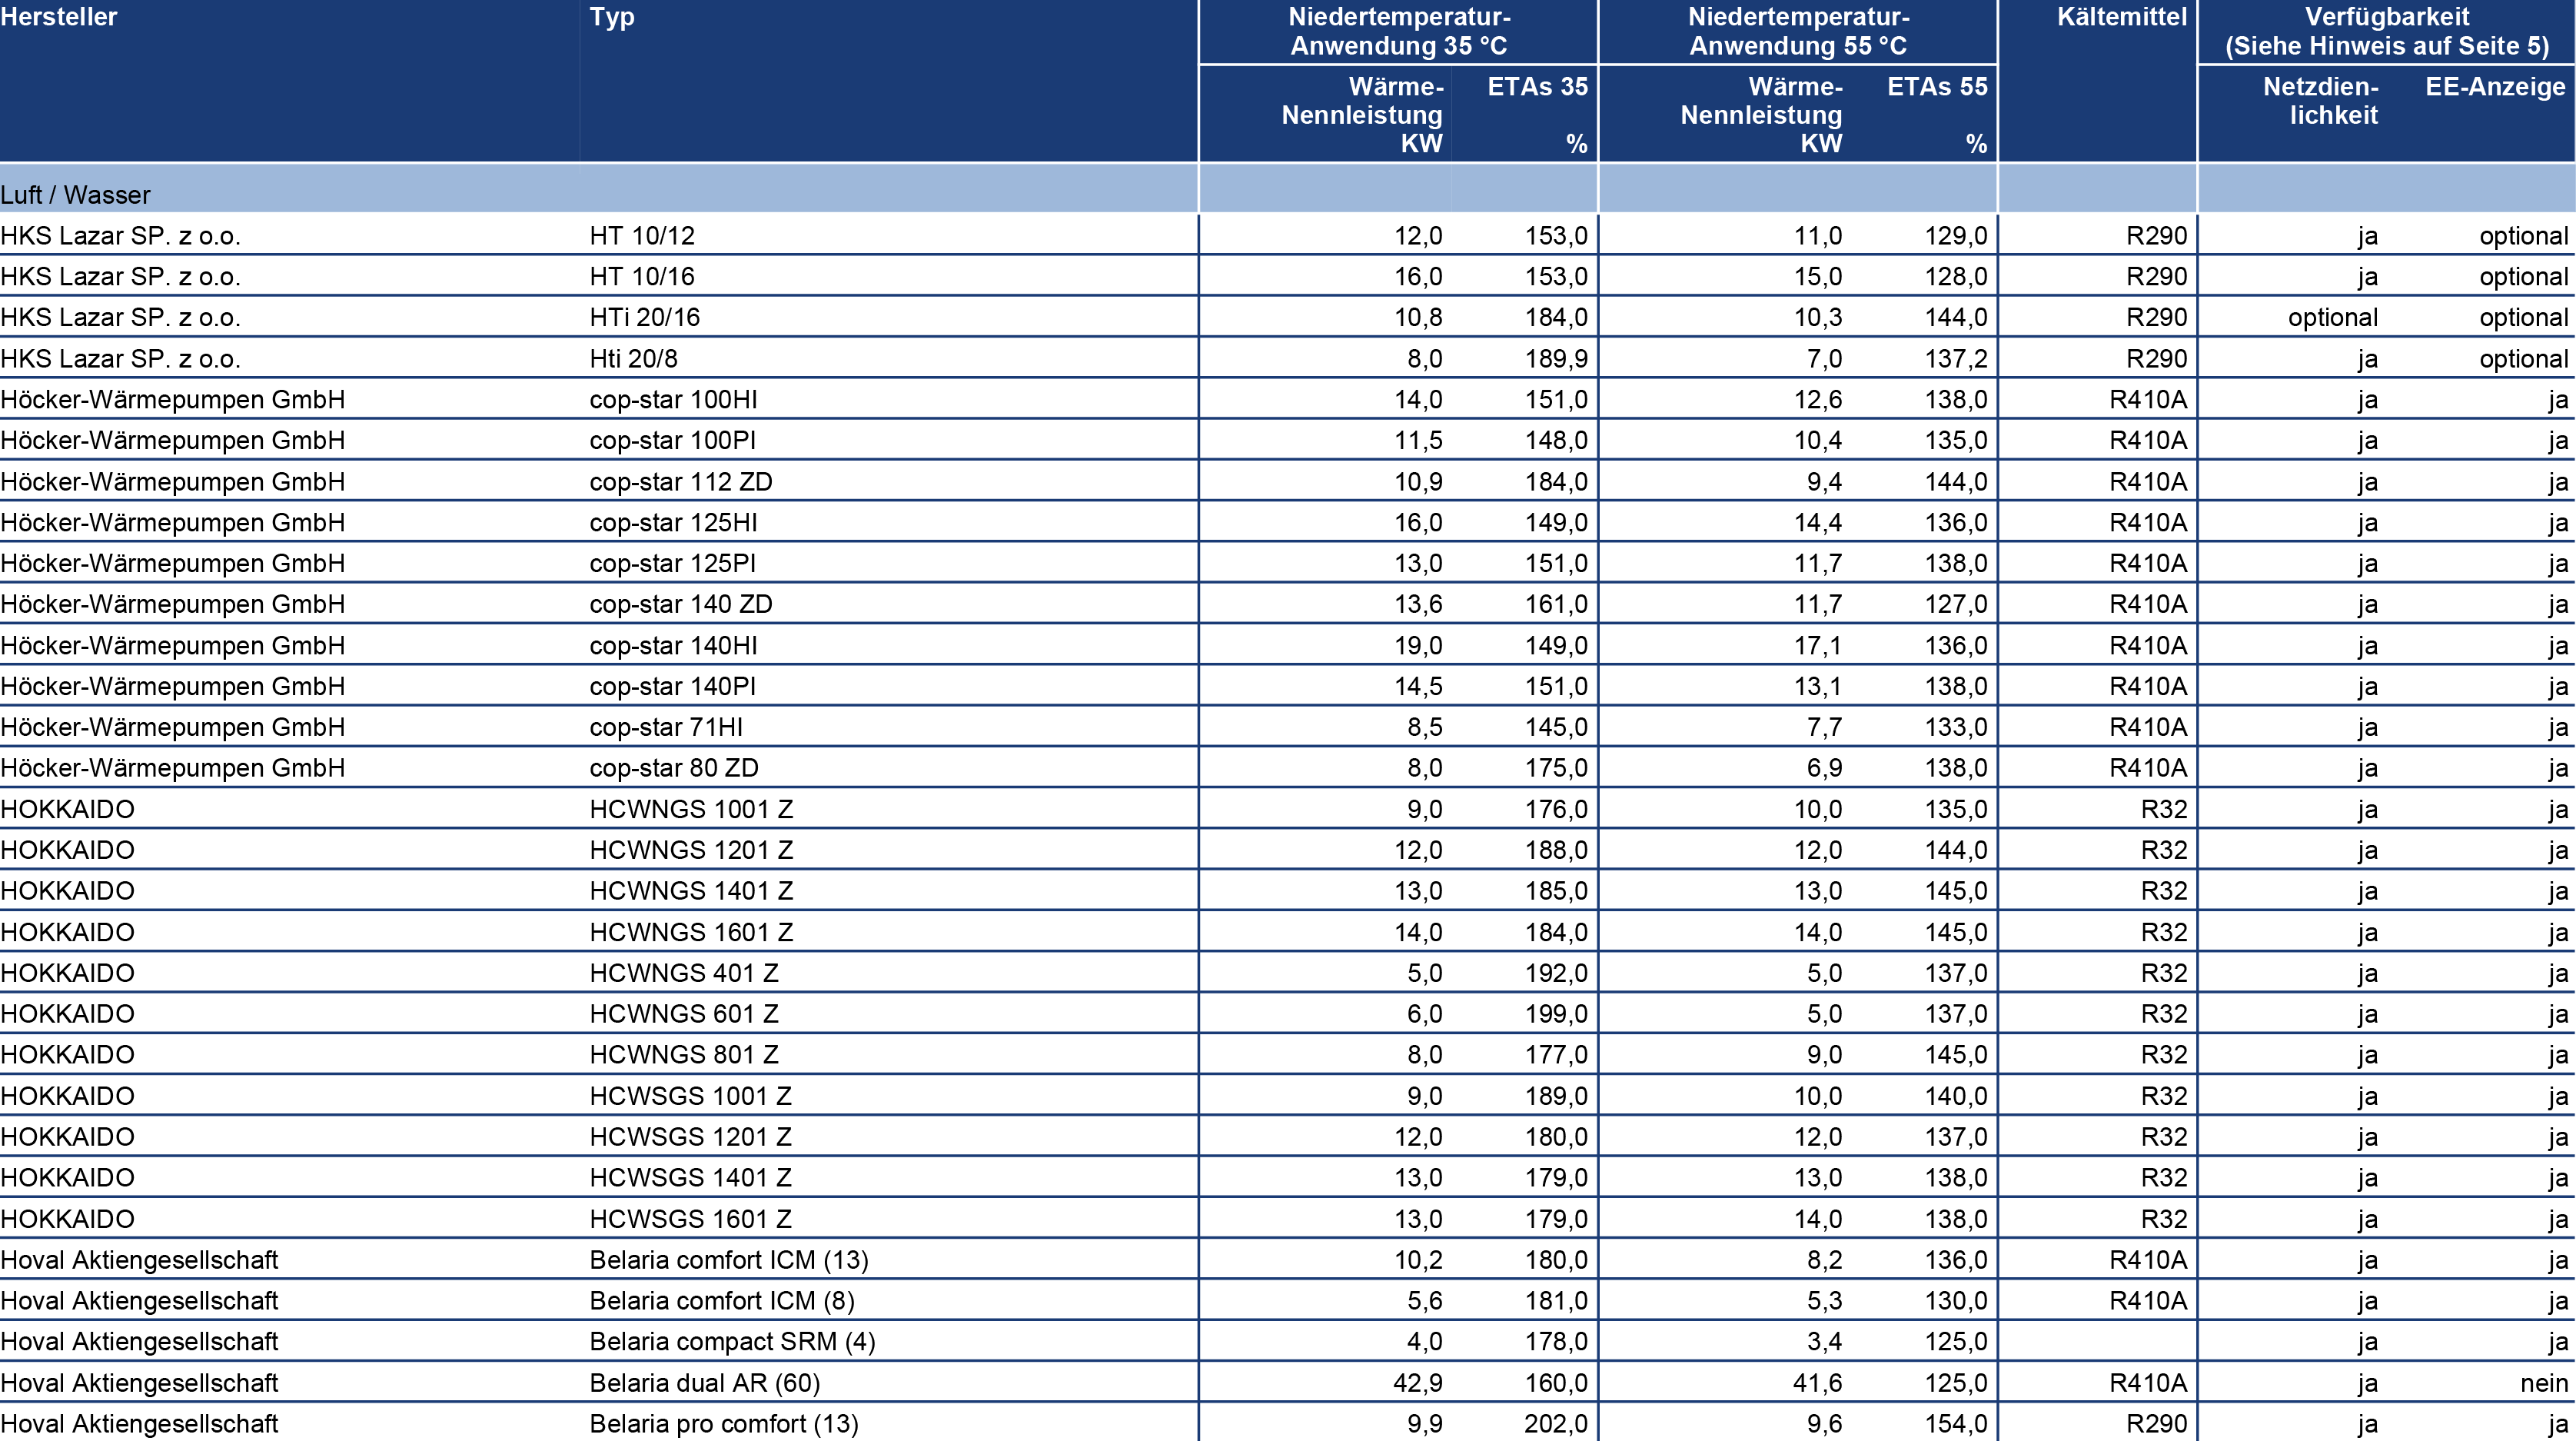 Hersteller Typ Niedertemperatur- Niedertemperatur- Kältemittel Verfügbarkeit
Anwendung 35 °C Anwendung 55 °C (Siehe Hinweis auf Seite 5)
Wärme- ETAs 35 Wärme- ETAs 55 Netzdien- EE-Anzeige
Nennleistung Nennleistung lichkeit
KW % KW %
Luft / Wasser
HKS Lazar SP. z o.o. HT 10/12 12,0 153,0 11,0 129,0 R290 ja optional
HKS Lazar SP. z o.o. HT 10/16 16,0 153,0 15,0 128,0 R290 ja optional
HKS Lazar SP. z o.o. HTi 20/16 10,8 184,0 10,3 144,0 R290 optional optional
HKS Lazar SP. z o.o. Hti 20/8 8,0 189,9 7,0 137,2 R290 ja optional
Höcker-Wärmepumpen GmbH cop-star 100HI 14,0 151,0 12,6 138,0 R410A ja ja
Höcker-Wärmepumpen GmbH cop-star 100PI 11,5 148,0 10,4 135,0 R410A ja ja
Höcker-Wärmepumpen GmbH cop-star 112 ZD 10,9 184,0 9,4 144,0 R410A ja ja
Höcker-Wärmepumpen GmbH cop-star 125HI 16,0 149,0 14,4 136,0 R410A ja ja
Höcker-Wärmepumpen GmbH cop-star 125PI 13,0 151,0 11,7 138,0 R410A ja ja
Höcker-Wärmepumpen GmbH cop-star 140 ZD 13,6 161,0 11,7 127,0 R410A ja ja
Höcker-Wärmepumpen GmbH cop-star 140HI 19,0 149,0 17,1 136,0 R410A ja ja
Höcker-Wärmepumpen GmbH cop-star 140PI 14,5 151,0 13,1 138,0 R410A ja ja
Höcker-Wärmepumpen GmbH cop-star 71HI 8,5 145,0 7,7 133,0 R410A ja ja
Höcker-Wärmepumpen GmbH cop-star 80 ZD 8,0 175,0 6,9 138,0 R410A ja ja
HOKKAIDO HCWNGS 1001 Z 9,0 176,0 10,0 135,0 R32 ja ja
HOKKAIDO HCWNGS 1201 Z 12,0 188,0 12,0 144,0 R32 ja ja
HOKKAIDO HCWNGS 1401 Z 13,0 185,0 13,0 145,0 R32 ja ja
HOKKAIDO HCWNGS 1601 Z 14,0 184,0 14,0 145,0 R32 ja ja
HOKKAIDO HCWNGS 401 Z 5,0 192,0 5,0 137,0 R32 ja ja
HOKKAIDO HCWNGS 601 Z 6,0 199,0 5,0 137,0 R32 ja ja
HOKKAIDO HCWNGS 801 Z 8,0 177,0 9,0 145,0 R32 ja ja
HOKKAIDO HCWSGS 1001 Z 9,0 189,0 10,0 140,0 R32 ja ja
HOKKAIDO HCWSGS 1201 Z 12,0 180,0 12,0 137,0 R32 ja ja
HOKKAIDO HCWSGS 1401 Z 13,0 179,0 13,0 138,0 R32 ja ja
HOKKAIDO HCWSGS 1601 Z 13,0 179,0 14,0 138,0 R32 ja ja
Hoval Aktiengesellschaft Belaria comfort ICM (13) 10,2 180,0 8,2 136,0 R410A ja ja
Hoval Aktiengesellschaft Belaria comfort ICM (8) 5,6 181,0 5,3 130,0 R410A ja ja
Hoval Aktiengesellschaft Belaria compact SRM (4) 4,0 178,0 3,4 125,0 ja ja
Hoval Aktiengesellschaft Belaria dual AR (60) 42,9 160,0 41,6 125,0 R410A ja nein
Hoval Aktiengesellschaft Belaria pro comfort (13) 9,9 202,0 9,6 154,0 R290 ja ja